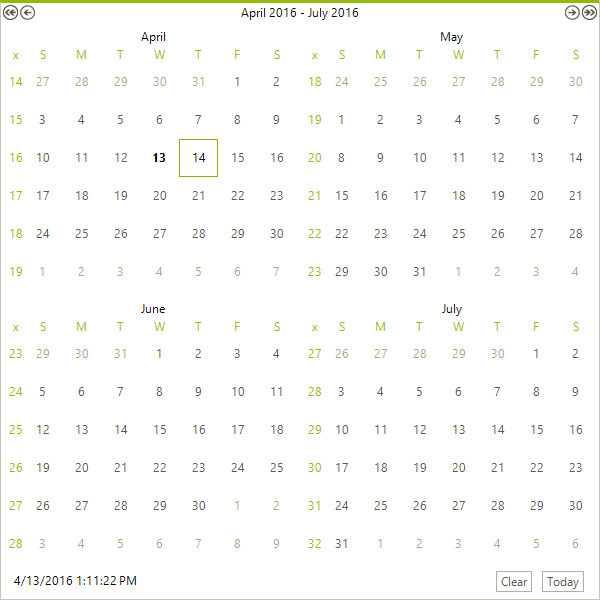 April 2016 - July 2016
April May
x S M T W T F S x S M T W T F S
14 27 28 29 30 31 1 2 18 24 25 26 27 28 29 30
15 3 4 5 6 7 8 9 19 1 2 3 4 5 6 7
16 10 11 12 13 14 15 16 20 8 9 10 11 12 13 14
17 17 18 19 20 21 22 23 21 15 16 17 18 19 20 21
18 24 25 26 27 28 29 30 22 22 23 24 25 26 27 28
19 1 2 3 4 5 6 7 23 29 30 31 1 2 3 4
June July
x S M T W T F S x S M T W T F S
23 29 30 31 1 2 3 4 27 26 27 28 29 30 1 2
24 5 6 7 8 9 10 11 28 3 4 5 6 7 8 9
25 12 13 14 15 16 17 18 29 10 11 12 13 14 15 16
26 19 20 21 22 23 24 25 30 17 18 19 20 21 22 23
27 26 27 28 29 30 1 2 31 24 25 26 27 28 29 30
28 3 4 5 6 7 8 9 32 31 1 2 3 4 5 6
4/13/2016 1:11:22 PM Clear Today